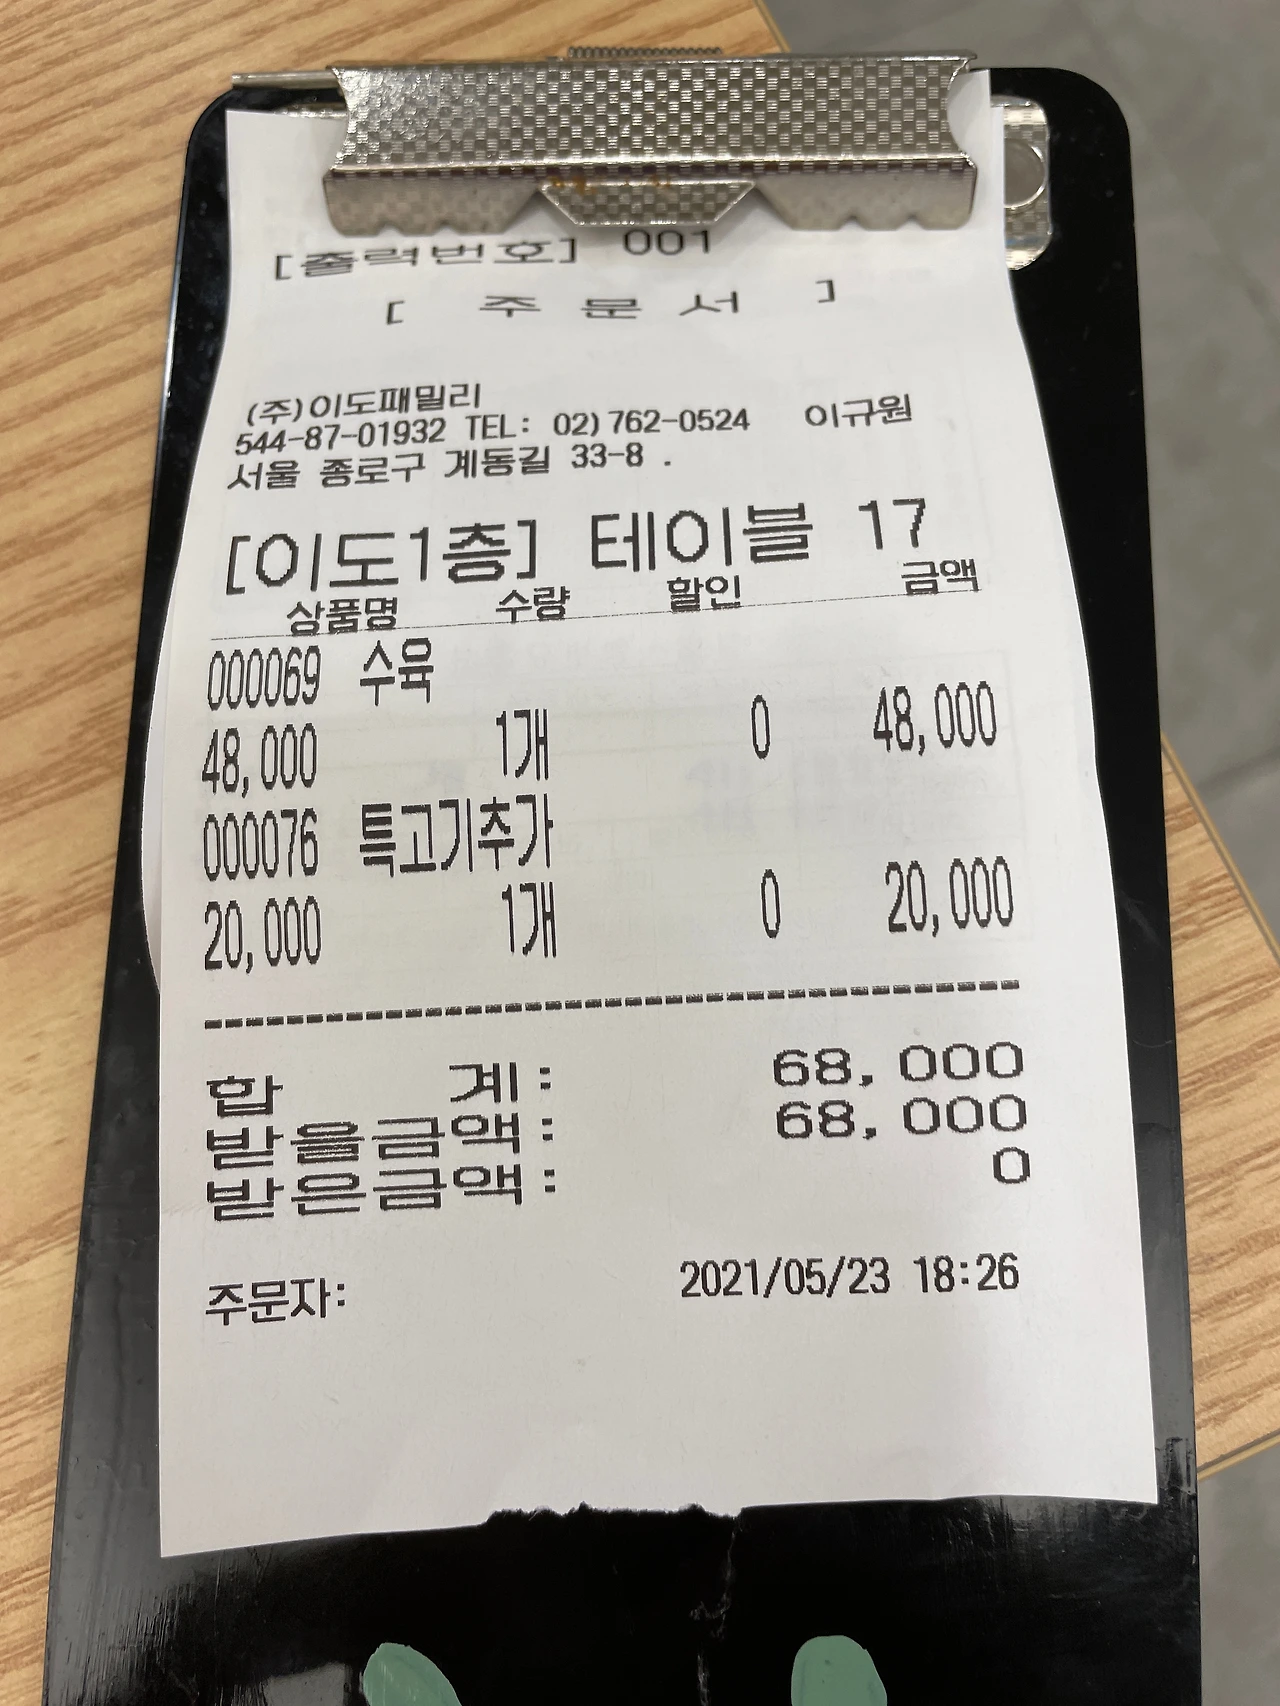 [출력번호] 001
[ 주 문 서 ]
(주)이도패밀리
544-87-01932 TEL: 02)762-0524 이규원
서울 종로구 계동길 33-8 .
[이도1층] 테이블 17
상품명 수량 할인 금액
000069 수육
48,000 1개 0 48,000
000076 특고기추가
20,000 1개 0 20,000
합 계: 68,000
받을금액: 68,000
받은금액: 0
주문자: 2021/05/23 18:26